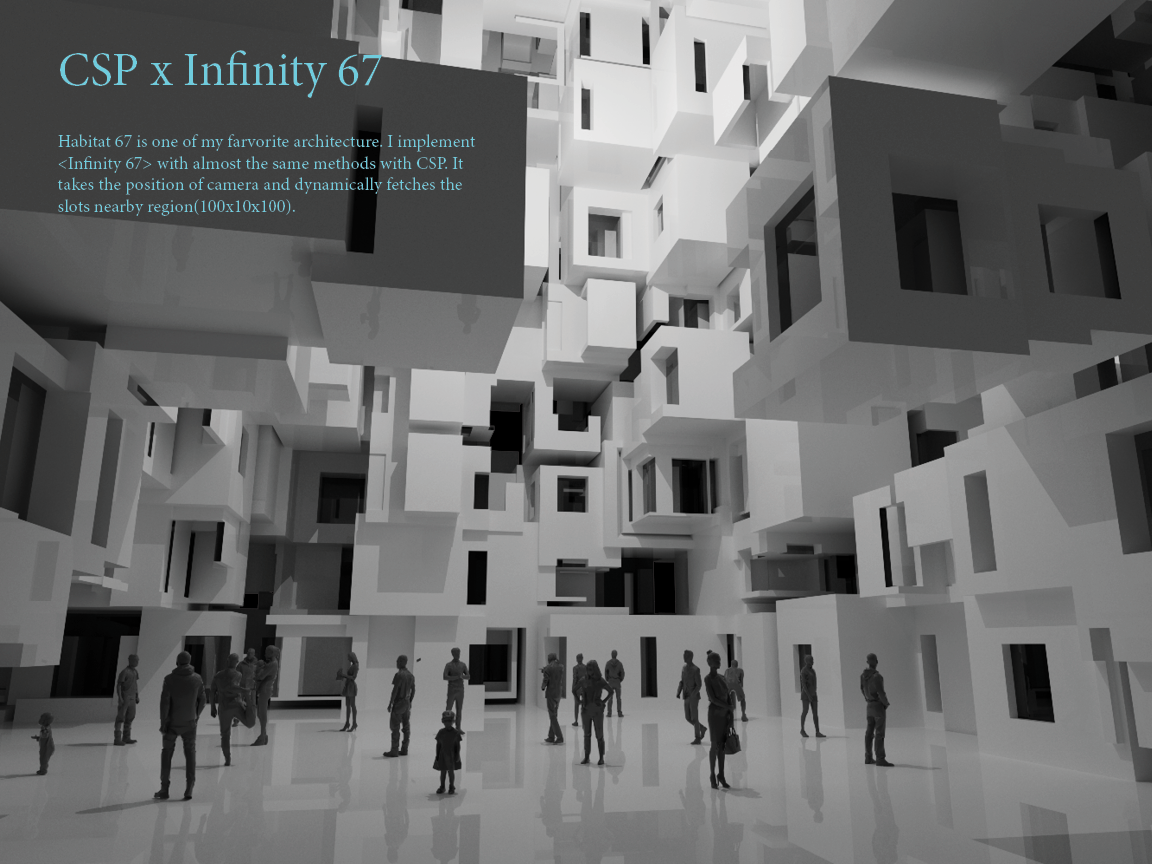 CSP x Infinity 67
Habitat 67 is one of my farvorite architecture. I implement
<Infinity 67> with almost the same methods with CSP. It
takes the position of camera and dynamically fetches the
slots nearby region(100x10x100).